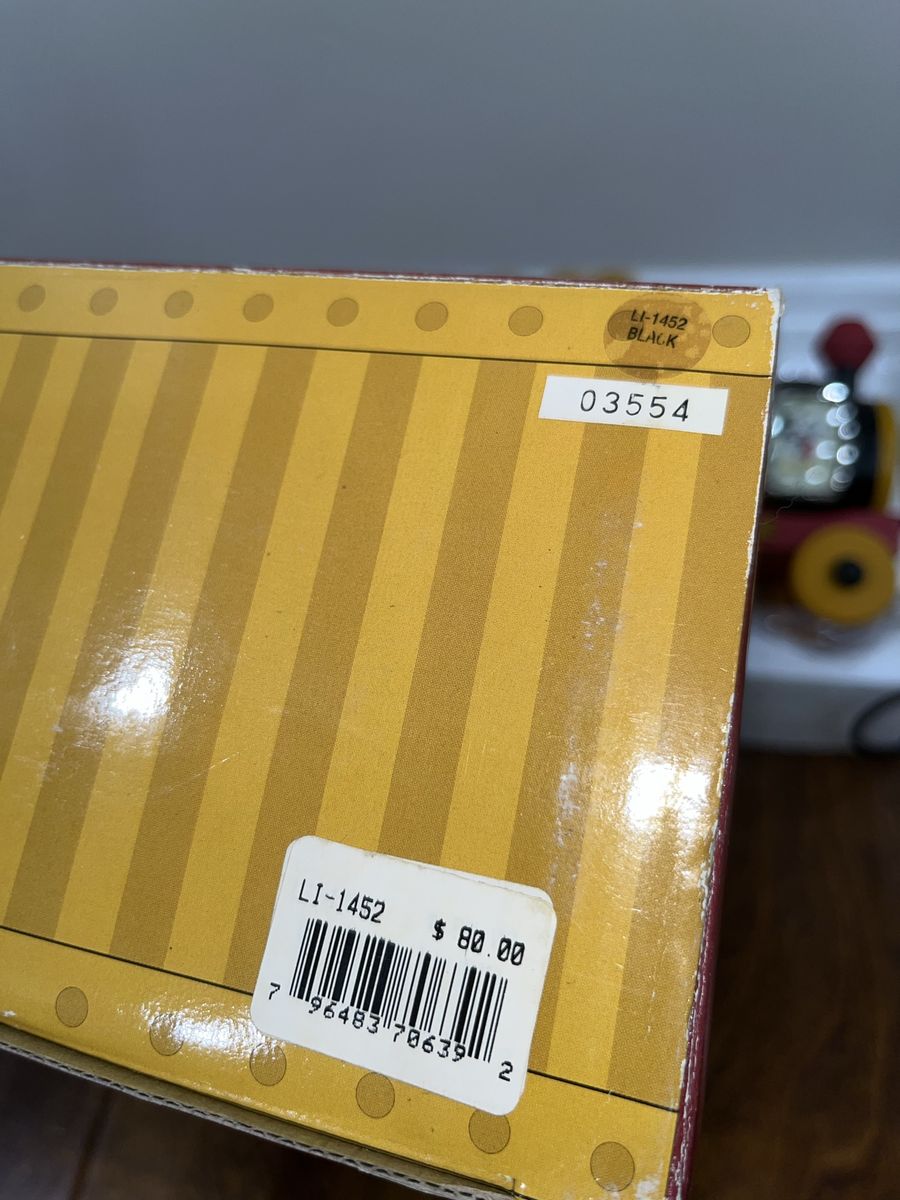 LI-1452
BLACK
03554
LI-1452
$ 80.00
7 96483 70639 2